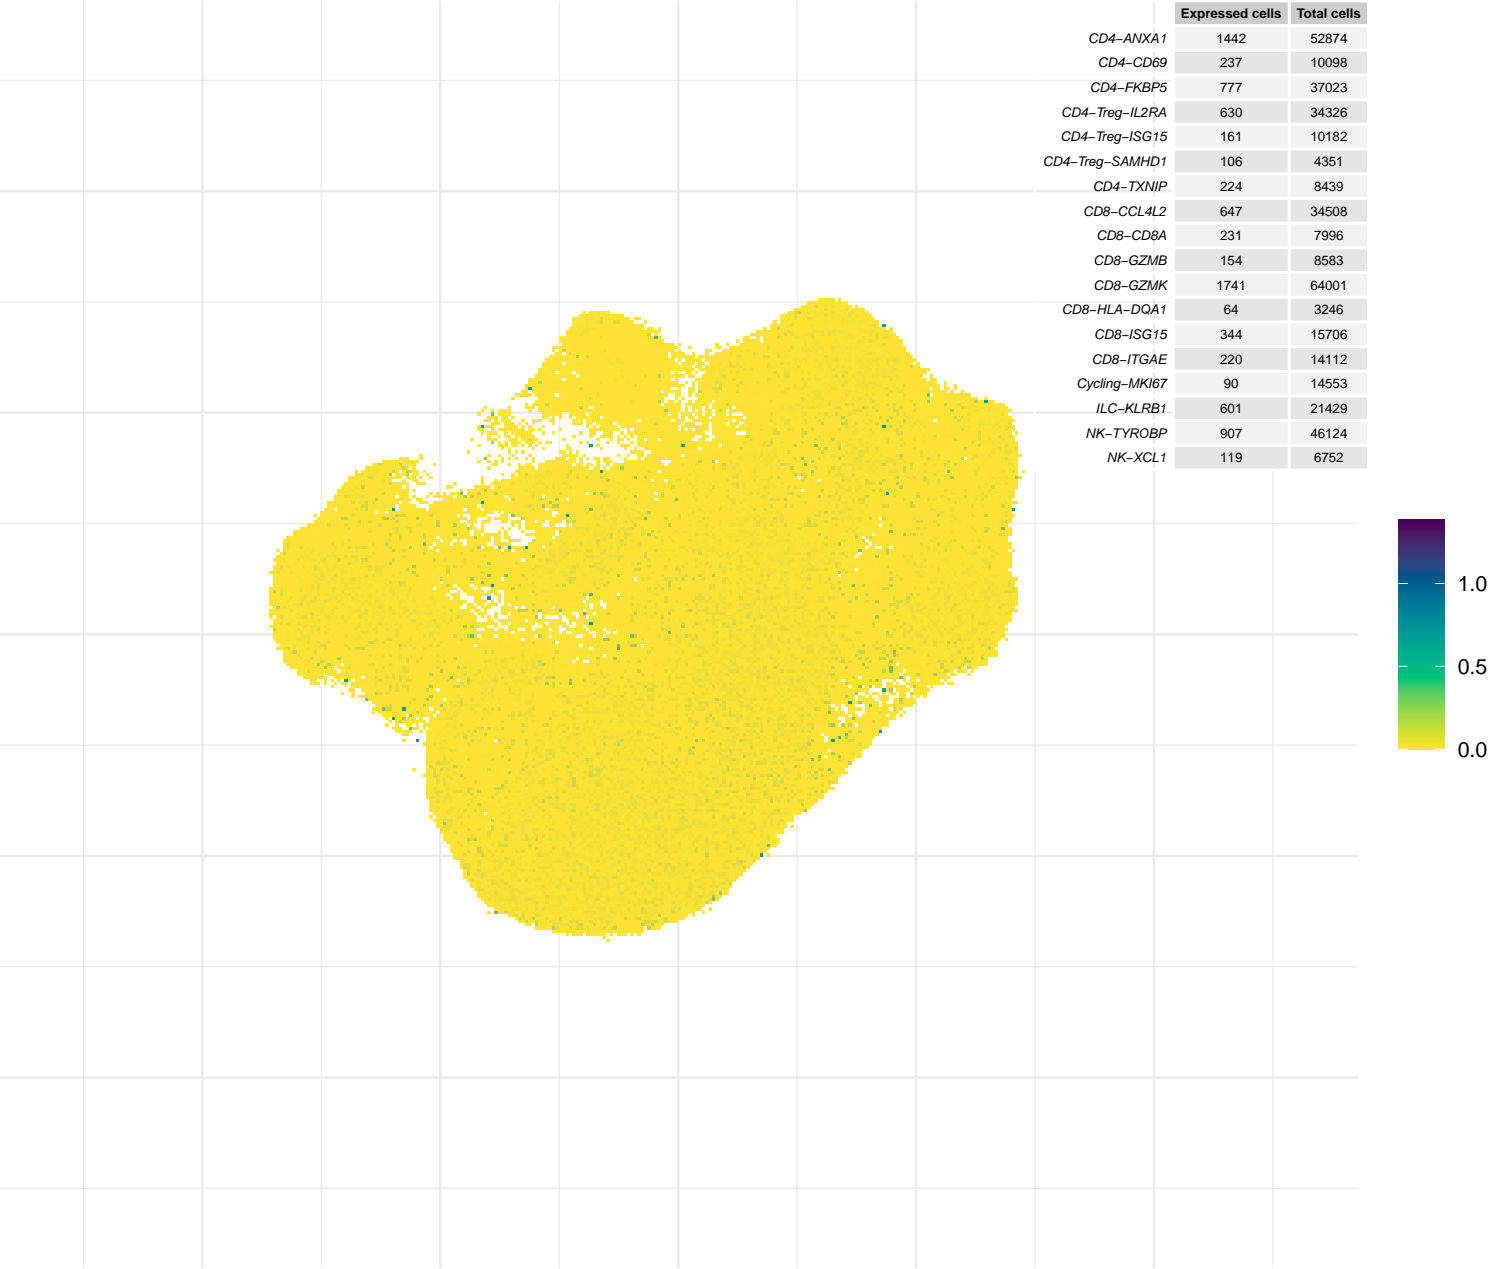 Expressed cells Total cells
CD4−ANXA1 1442 52874
CD4−CD69 237 10098
CD4−FKBP5 777 37023
CD4−Treg−IL2RA 630 34326
CD4−Treg−ISG15 161 10182
CD4−Treg−SAMHD1 106 4351
CD4−TXNIP 224 8439
CD8−CCL4L2 647 34508
CD8−CD8A 231 7996
CD8−GZMB 154 8583
CD8−GZMK 1741 64001
CD8−HLA−DQA1 64 3246
CD8−ISG15 344 15706
CD8−ITGAE 220 14112
Cycling−MKI67 90 14553
ILC−KLRB1 601 21429
NK−TYROBP 907 46124
NK−XCL1 119 6752
1.0
0.5
0.0